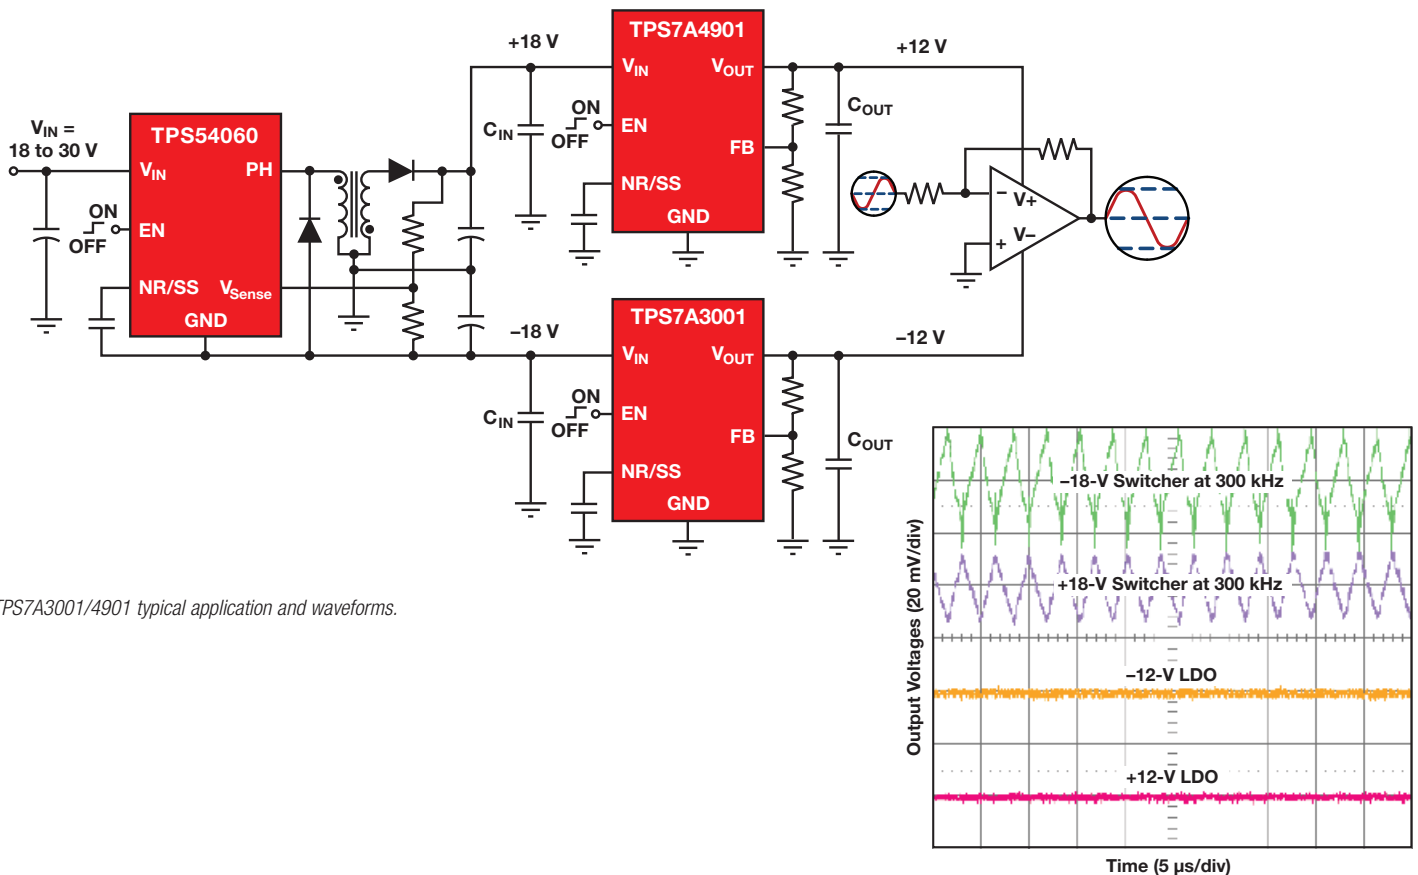 TPS7A4901
+18 V
+12 V
VIN
VOUT
COUT
ON
OFF
EN
CIN
FB
NR/SS
GND
VIN =
18 to 30 V
TPS54060
VIN
PH
ON
OFF
EN
NR/SS
VSense
GND
–
V+
V–
+
TPS7A3001
–18 V
–12 V
VIN
VOUT
ON
OFF
EN
CIN
FB
COUT
NR/SS
GND
TPS7A3001/4901 typical application and waveforms.
Output Voltages (20 mV/div)
–18-V Switcher at 300 kHz
+18-V Switcher at 300 kHz
–12-V LDO
+12-V LDO
Time (5 µs/div)